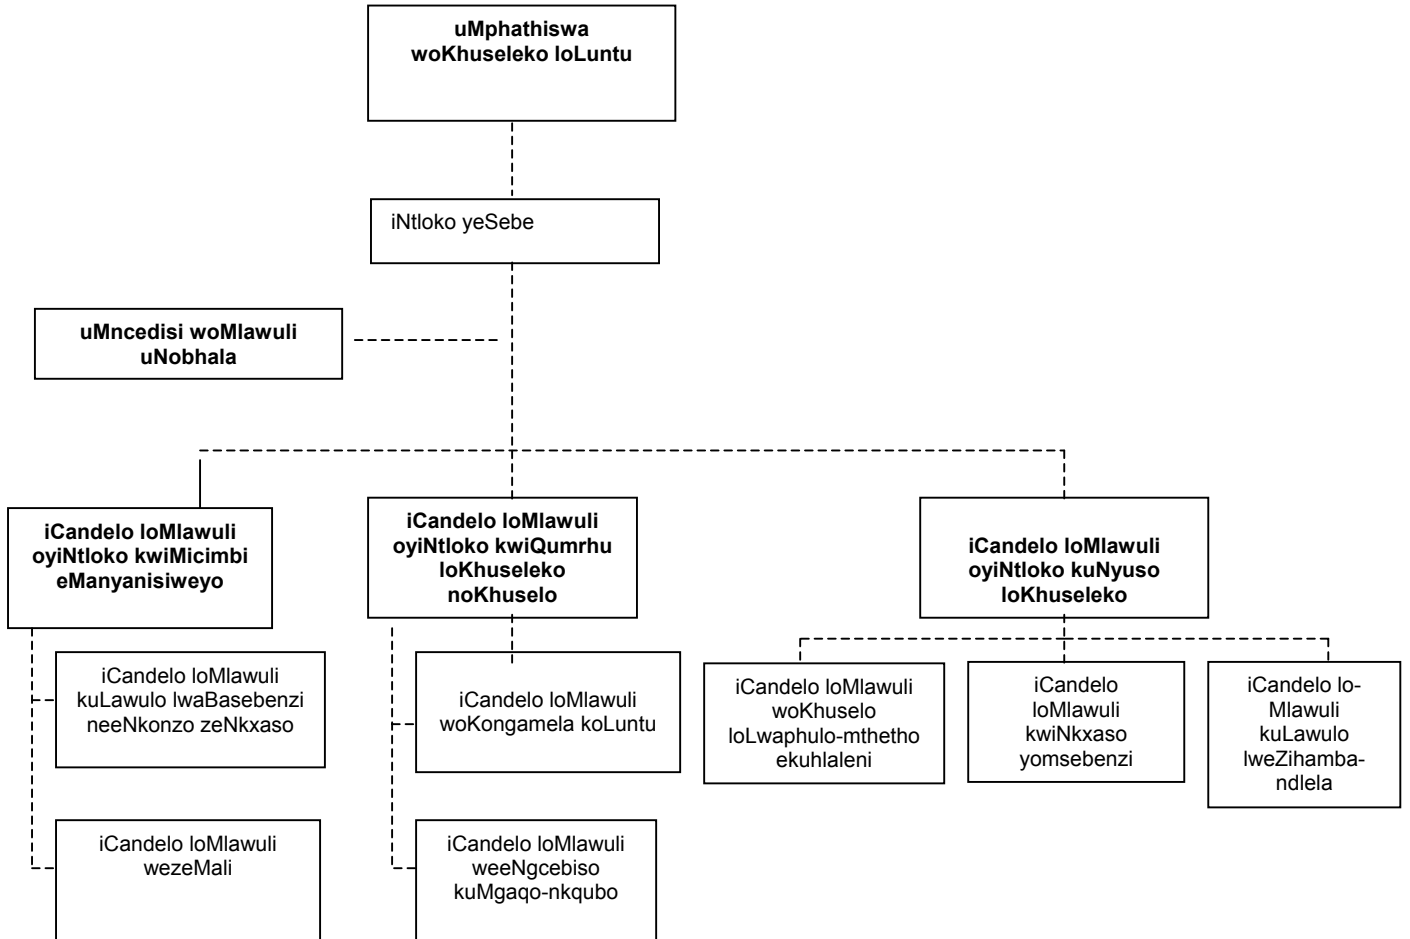 uMphathiswa
woKhuseleko loLuntu
iNtloko yeSebe
uMncedisi woMlawuli
uNobhala
iCandelo loMlawuli
oyiNtloko kwiMicimbi
eManyanisiweyo
iCandelo loMlawuli
oyiNtloko kwiQumrhu
loKhuseleko
noKhuselo
iCandelo loMlawuli
oyiNtloko kuNyuso
loKhuseleko
iCandelo loMlawuli
kuLawulo lwaBasebenzi
neeNkonzo zeNkxaso
iCandelo loMlawuli
woKongamela koLuntu
iCandelo loMlawuli
woKhuselo
loLwaphulo-mthetho
ekuhlaleni
iCandelo
loMlawuli
kwiNkxaso
yomsebenzi
iCandelo lo-
Mlawuli
kuLawulo
lweZihamba-
ndlela
iCandelo loMlawuli
wezeMali
iCandelo loMlawuli
weeNgcebiso
kuMgaqo-nkqubo